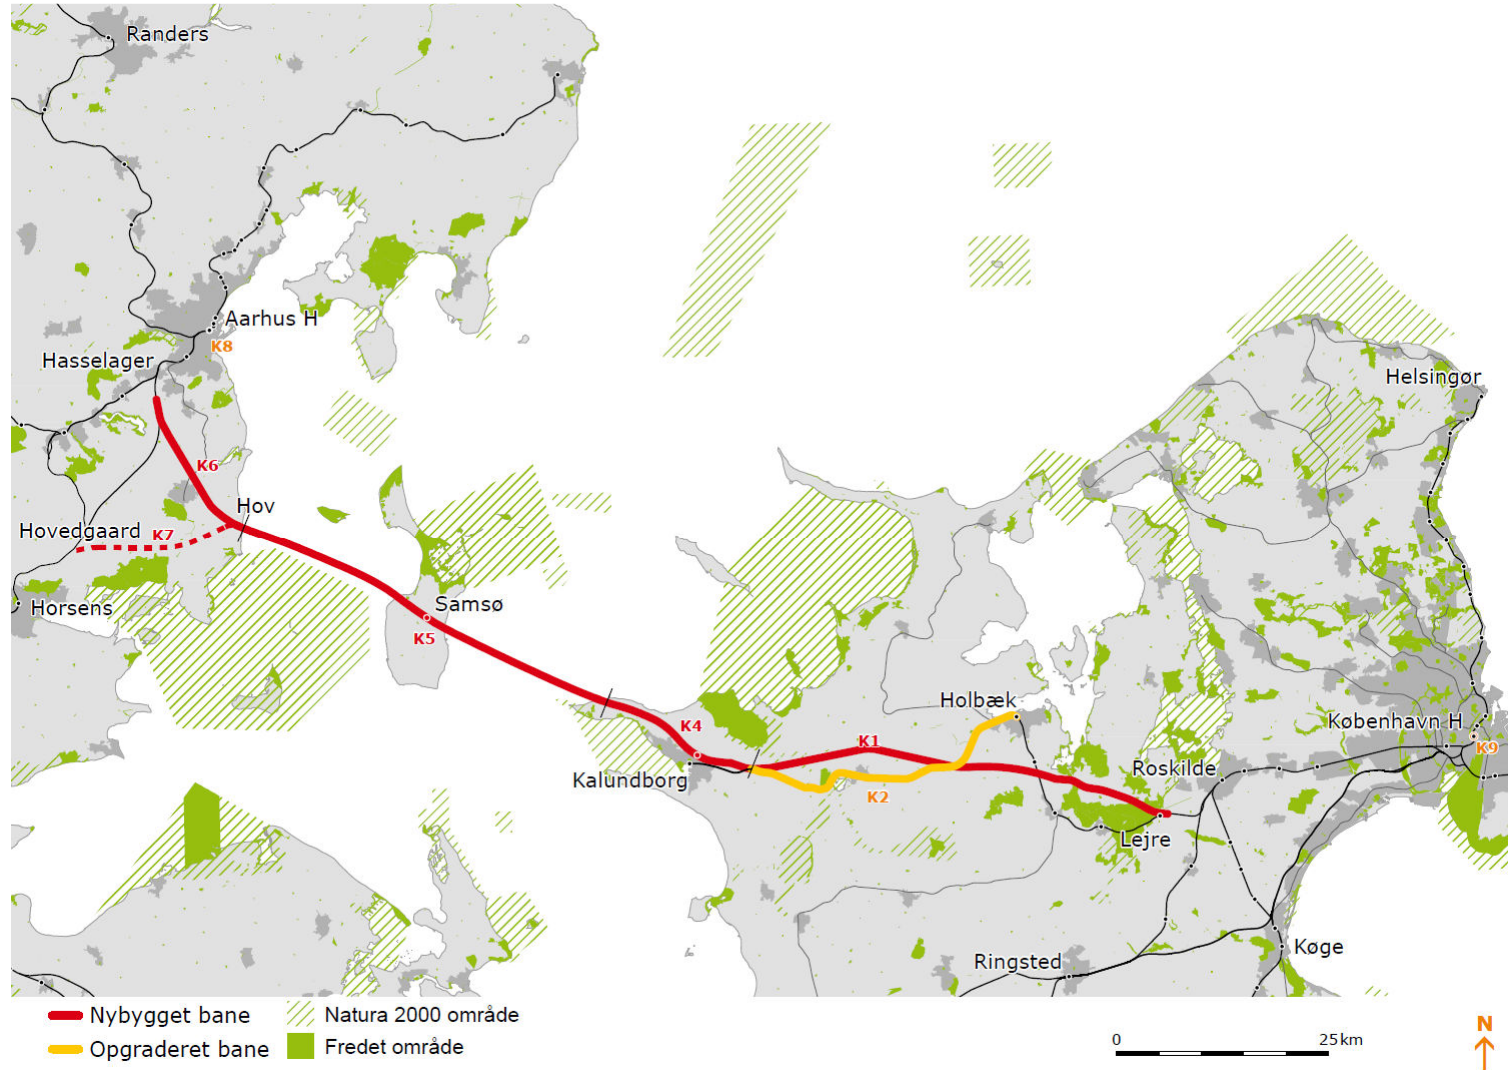 Randers
Aarhus H
K8
Hasselager
Helsingør
K6
Hov
Hovedgaard
K7
Samsø
Horsens
K5
Holbæk
K4
K1
København H
K9
Roskilde
Kalundborg
K2
Lejre
Køge
Ringsted
Nybygget bane
Natura 2000 område
Opgraderet bane
Fredet område
0
25km
N